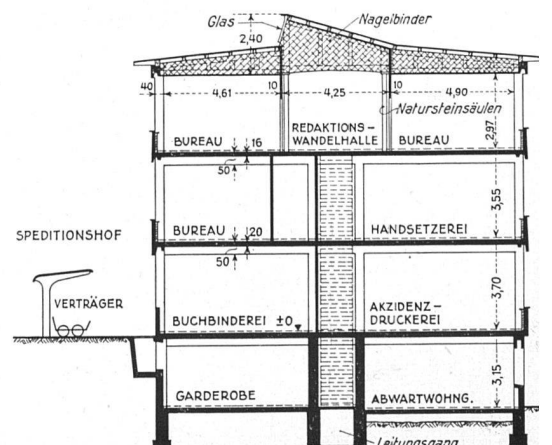 Glas
Nagelbinder
2,40
40
4,61
10
4,25
10
4,90
Natursteinsäulen
2,97
BUREAU
16
REDAKTIONS-
WANDELHALLE
BUREAU
50
3,55
SPEDITIONSHOF
BUREAU
20
HANDSETZEREI
50
3,70
VERTRÄGER
BUCHBINDEREI ±0
AKZIDENZ-
DRUCKEREI
3,15
GARDEROBE
ABWARTWOHNG.
Leitungsgang